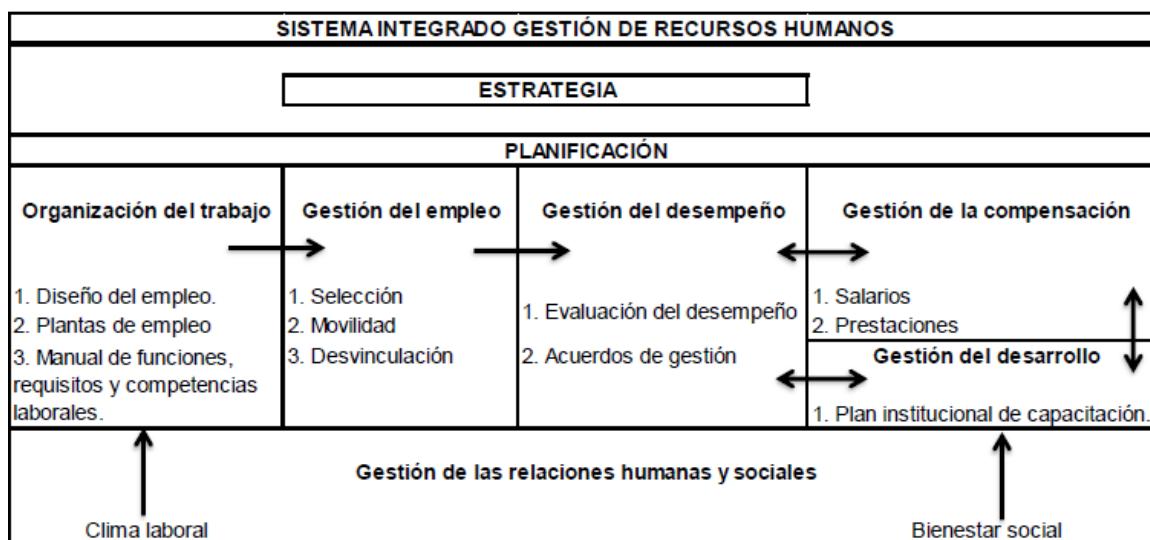 SISTEMA INTEGRADO GESTIÓN DE RECURSOS HUMANOS
ESTRATEGIA
PLANIFICACIÓN
Organización del trabajo
1. Diseño del empleo.
2. Plantas de empleo
3. Manual de funciones,
requisitos y competencias
laborales.
Gestión del empleo
1. Selección
2. Movilidad
3. Desvinculación
Gestión del desempeño
1. Evaluación del desempeño
2. Acuerdos de gestión
Gestión de la compensación
1. Salarios
2. Prestaciones
Gestión del desarrollo
1. Plan institucional de capacitación.
Gestión de las relaciones humanas y sociales
Clima laboral
Bienestar social